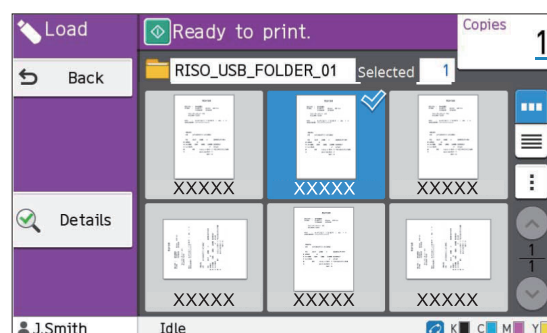 Load
Ready to print.
Copies
1
Back
RISO_USB_FOLDER_01
Selected
1
XXXXX
XXXXX
XXXXX
Details
1
1
XXXXX
XXXXX
XXXXX
J.Smith
Idle
K
C
M
Y